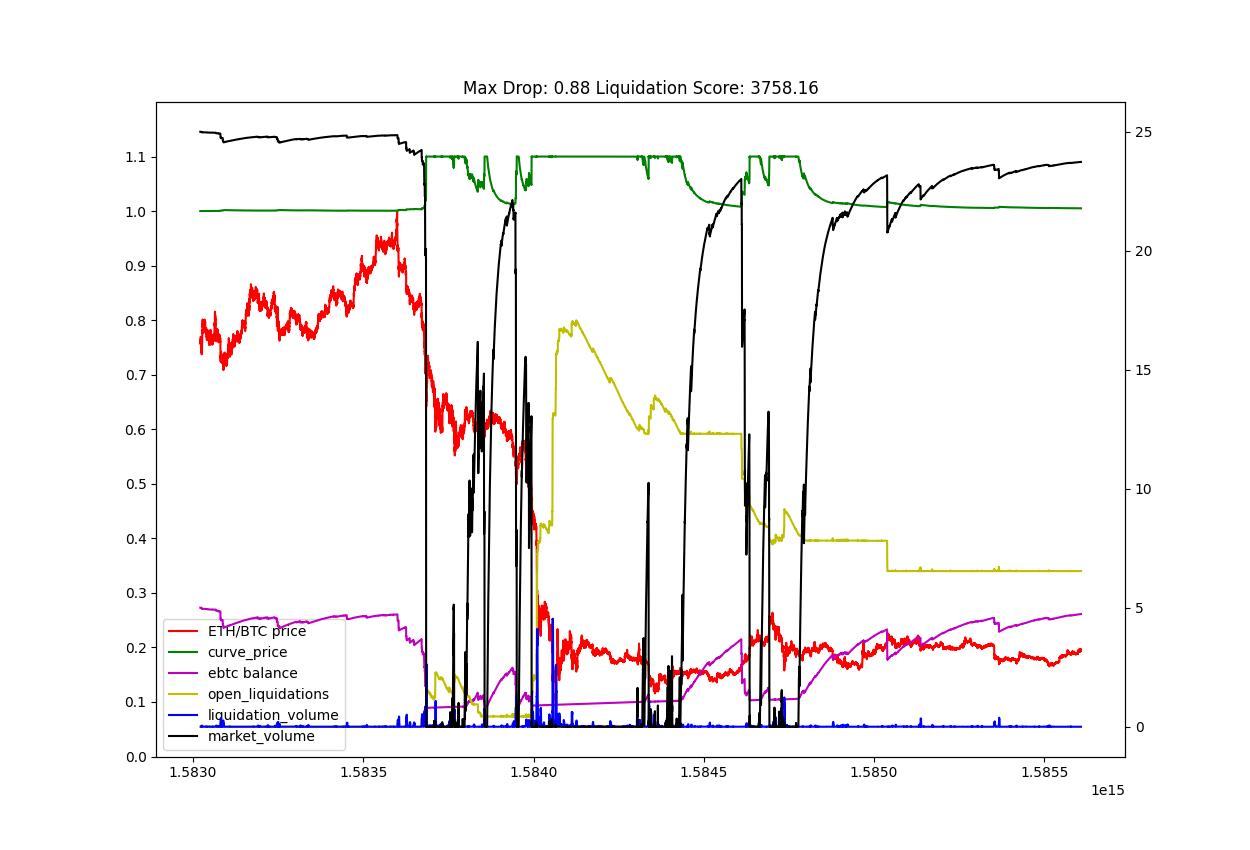 Max Drop: 0.88 Liquidation Score: 3758.16
1.1
1.0
0.9
0.8
0.7
0.6
0.5
0.4
0.3
0.2
0.1
0.0
25
20
15
10
5
0
ETH/BTC price
curve_price
ebtc balance
open_liquidations
liquidation_volume
market_volume
1.5830 1.5835 1.5840 1.5845 1.5850 1.5855
1e15